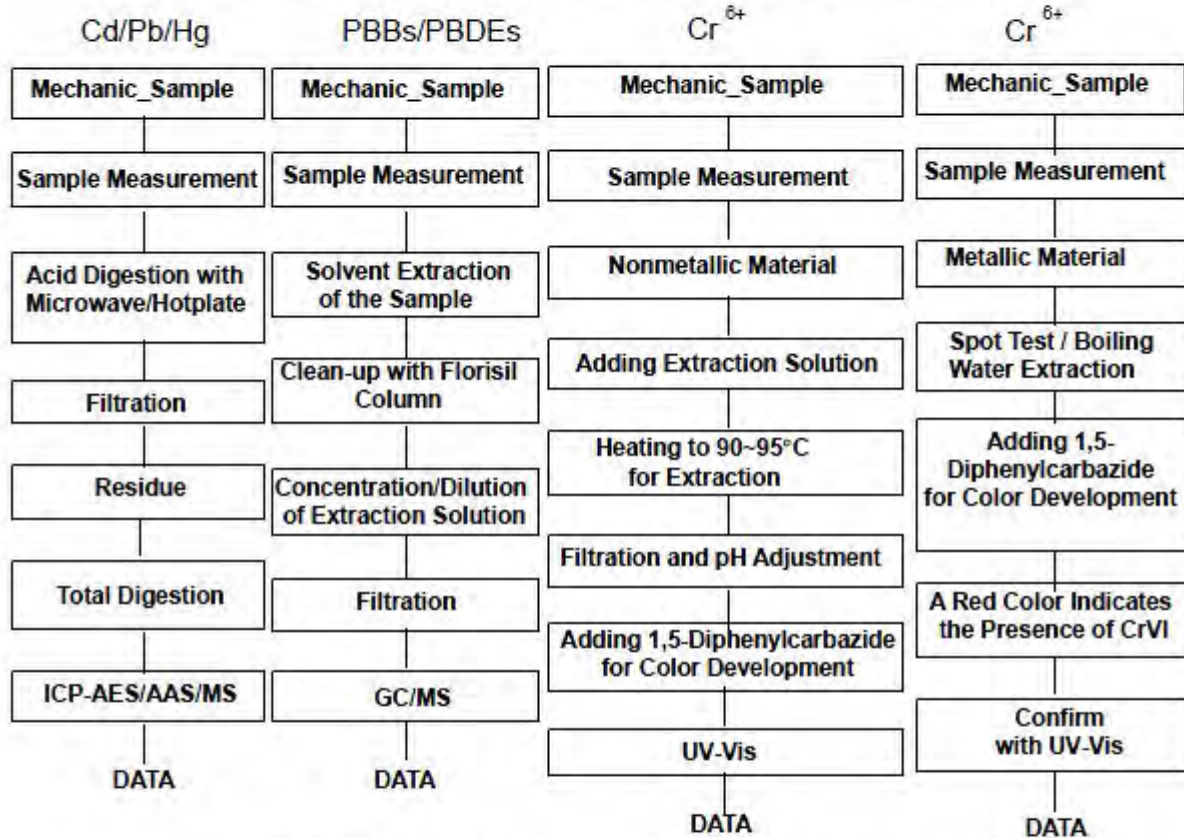 Cd/Pb/Hg
Mechanic_Sample
Sample Measurement
Acid Digestion with
Microwave/Hotplate
Filtration
Residue
Total Digestion
ICP-AES/AAS/MS
DATA
PBBs/PBDEs
Mechanic_Sample
Sample Measurement
Solvent Extraction
of the Sample
Clean-up with Florisil
Column
Concentration/Dilution
of Extraction Solution
Filtration
GC/MS
DATA
Cr 6+
Mechanic_Sample
Sample Measurement
Nonmetallic Material
Adding Extraction Solution
Heating to 90~95°C
for Extraction
Filtration and pH Adjustment
Adding 1,5-Diphenylcarbazide
for Color Development
UV-Vis
DATA
Cr 6+
Mechanic_Sample
Sample Measurement
Metallic Material
Spot Test / Boiling
Water Extraction
Adding 1,5-
Diphenylcarbazide
for Color Development
A Red Color Indicates
the Presence of CrVI
Confirm
with UV-Vis
DATA